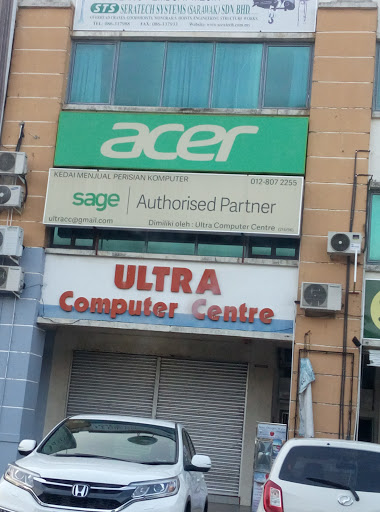 STS SERATECH SYSTEMS (SARAWAK) SDN BHD
acer
KEDAI MENJUAL PERISIAN KOMPUTER 012-807 2255
sage Authorised Partner
ultracc@gmail.com Dimiliki oleh : Ultra Computer Centre
ULTRA
Computer Centre